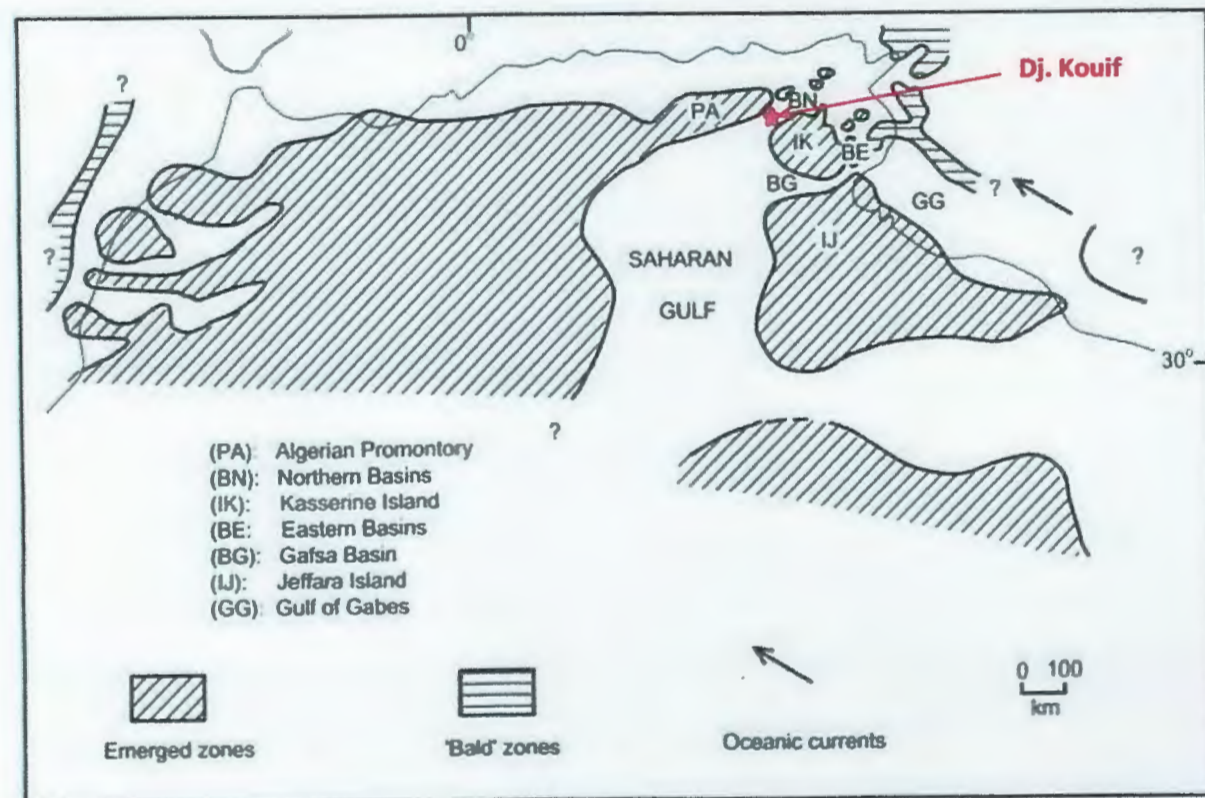 0°
?
Dj. Kouif
BN
PA
IK
BE
?
BG
GG
?
?
?
IJ
SAHARAN
GULF
30°
?
(PA): Algerian Promontory
(BN): Northern Basins
(IK): Kasserine Island
(BE: Eastern Basins
(BG): Gafsa Basin
(IJ): Jeffara Island
(GG): Gulf of Gabes
0 100
km
Emerged zones
'Bald' zones
Oceanic currents